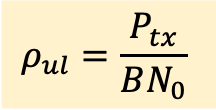 ρ_ul = P_tx / BN_0